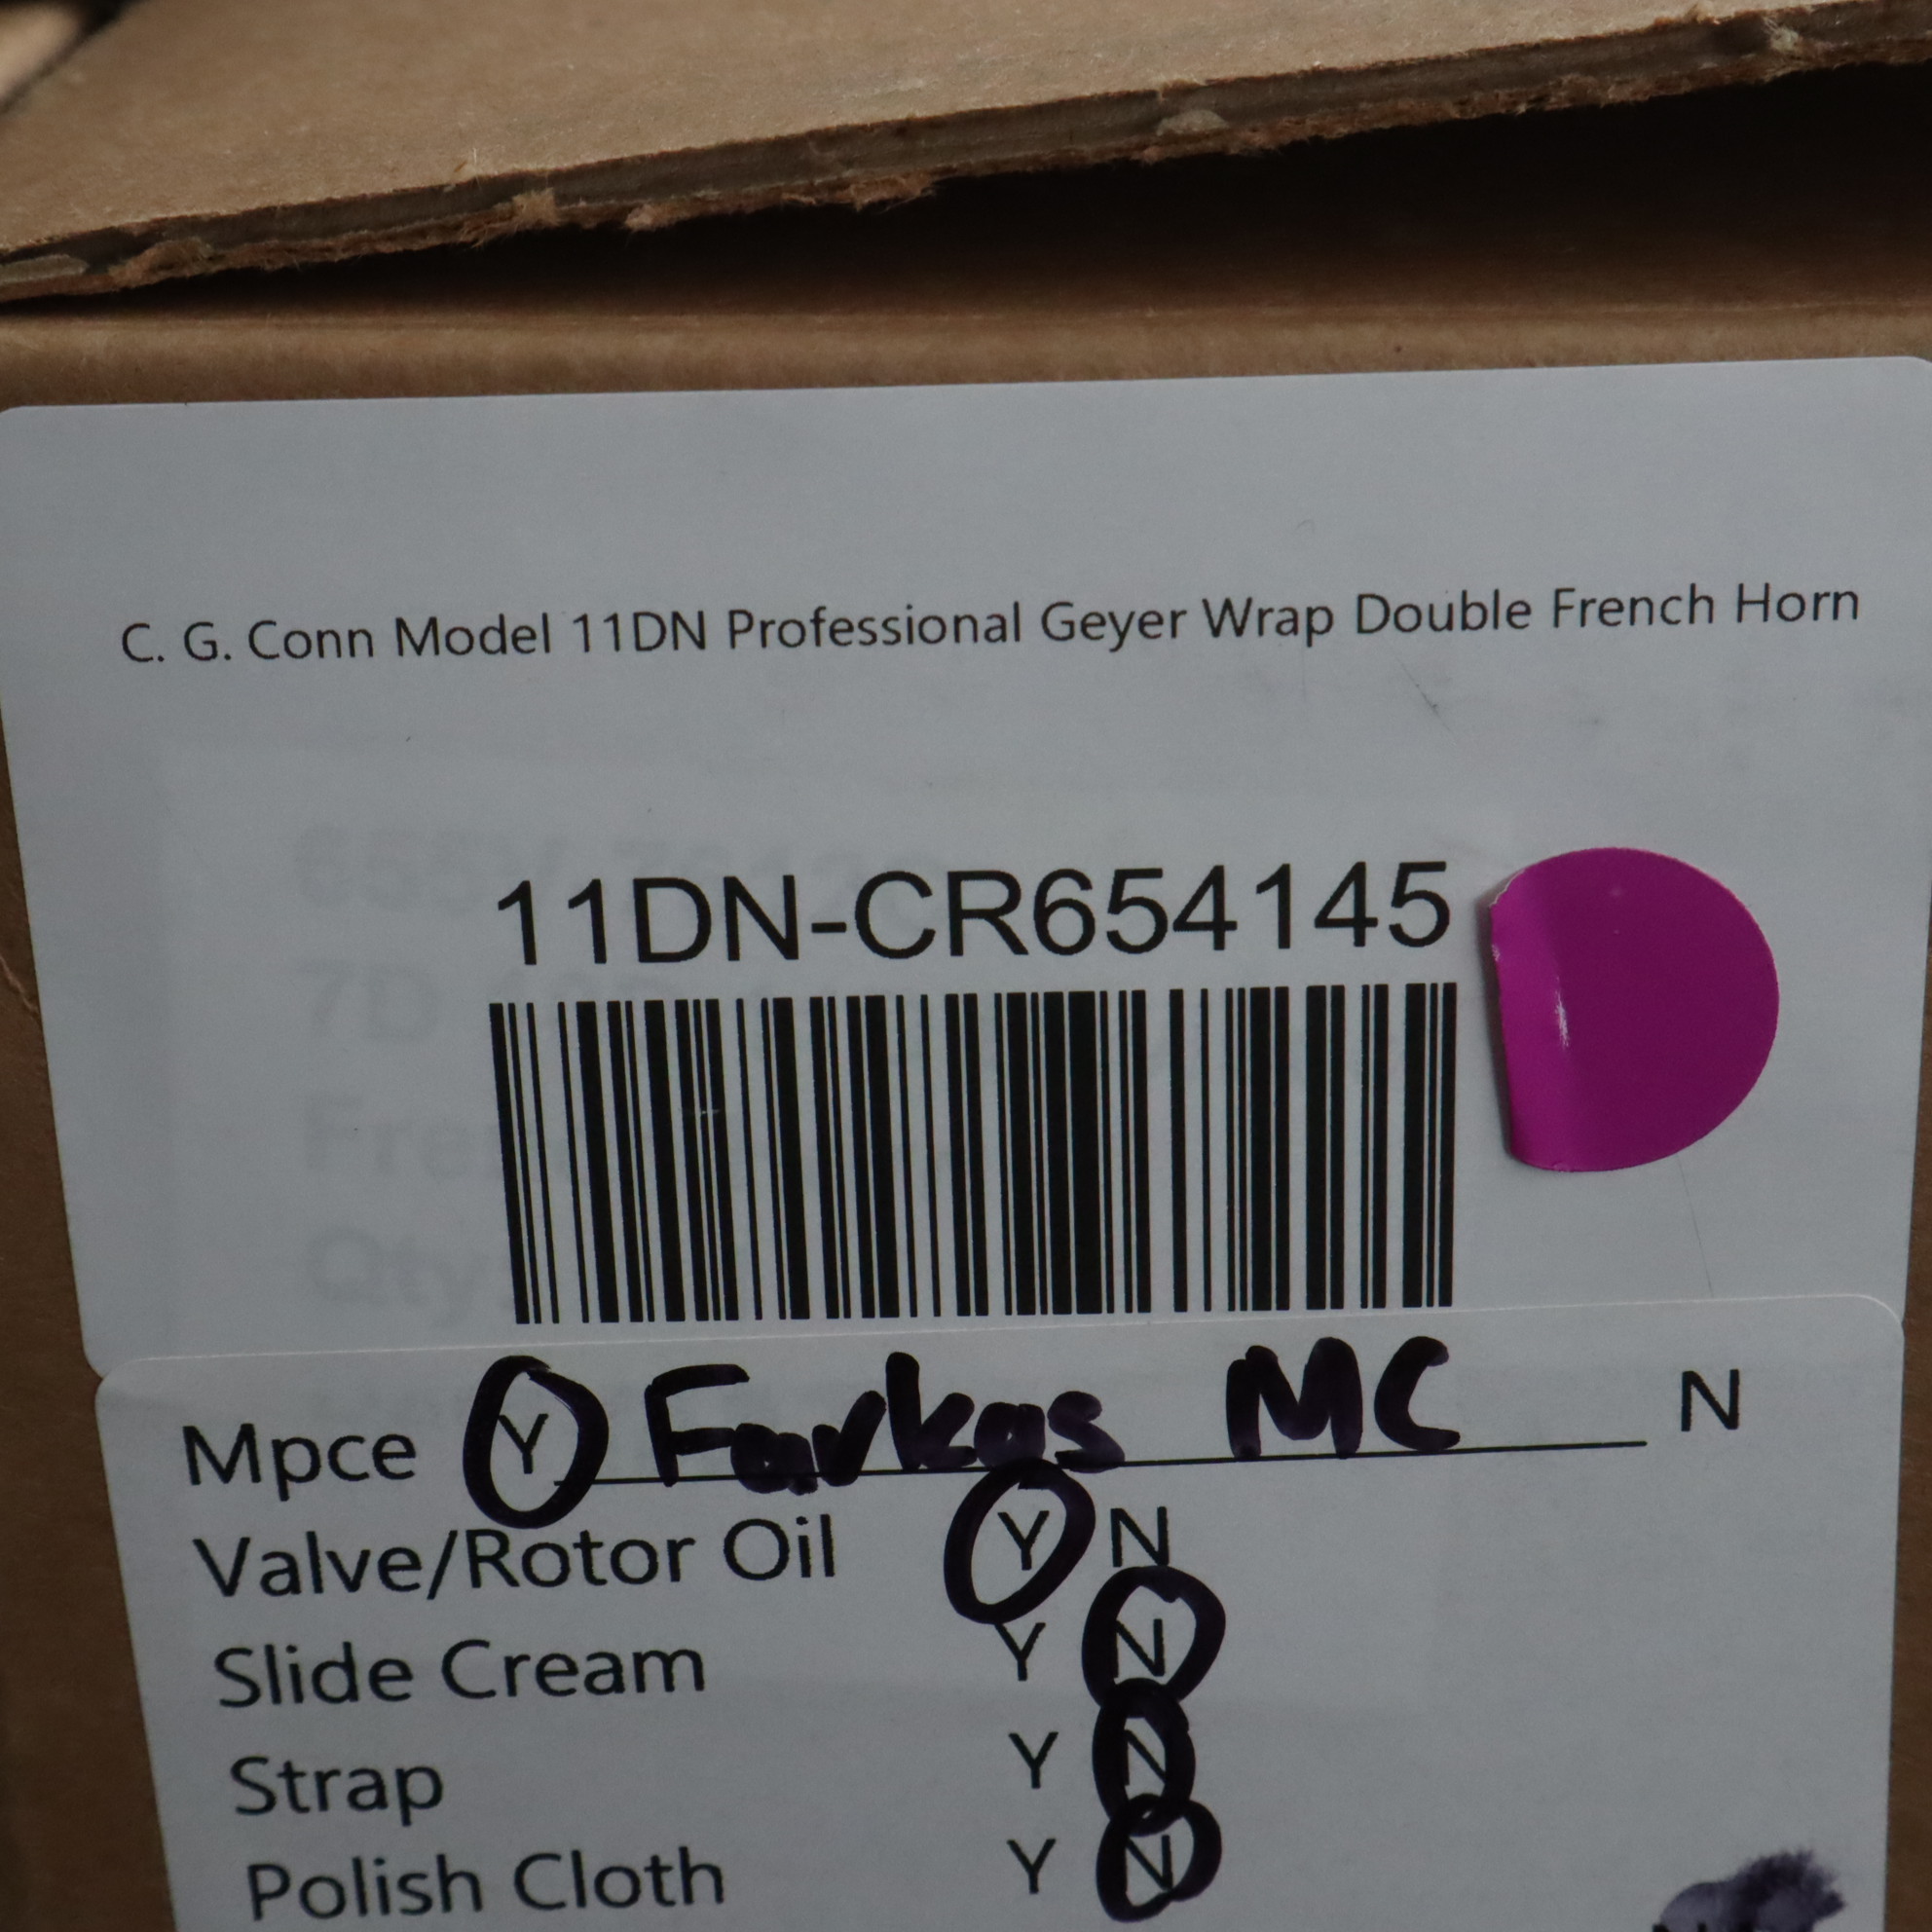 C. G. Conn Model 11DN Professional Geyer Wrap Double French Horn
11DN-CR654145
Mpce Y Farkas MC N
Valve/Rotor Oil Y N
Slide Cream Y N
Strap Y N
Polish Cloth Y N